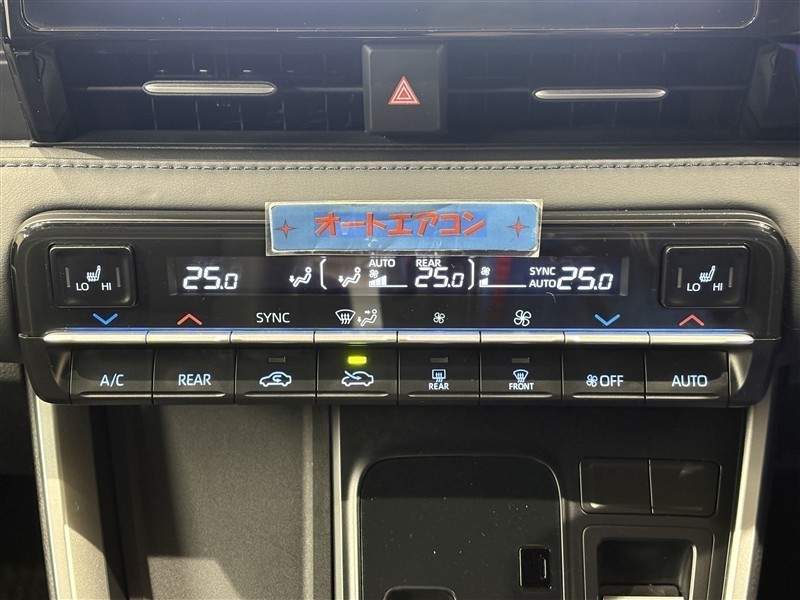 オートエアコン
LO HI
25.0
AUTO
REAR
25.0
SYNC
AUTO
25.0
LO HI
SYNC
A/C
REAR
REAR
FRONT
OFF
AUTO